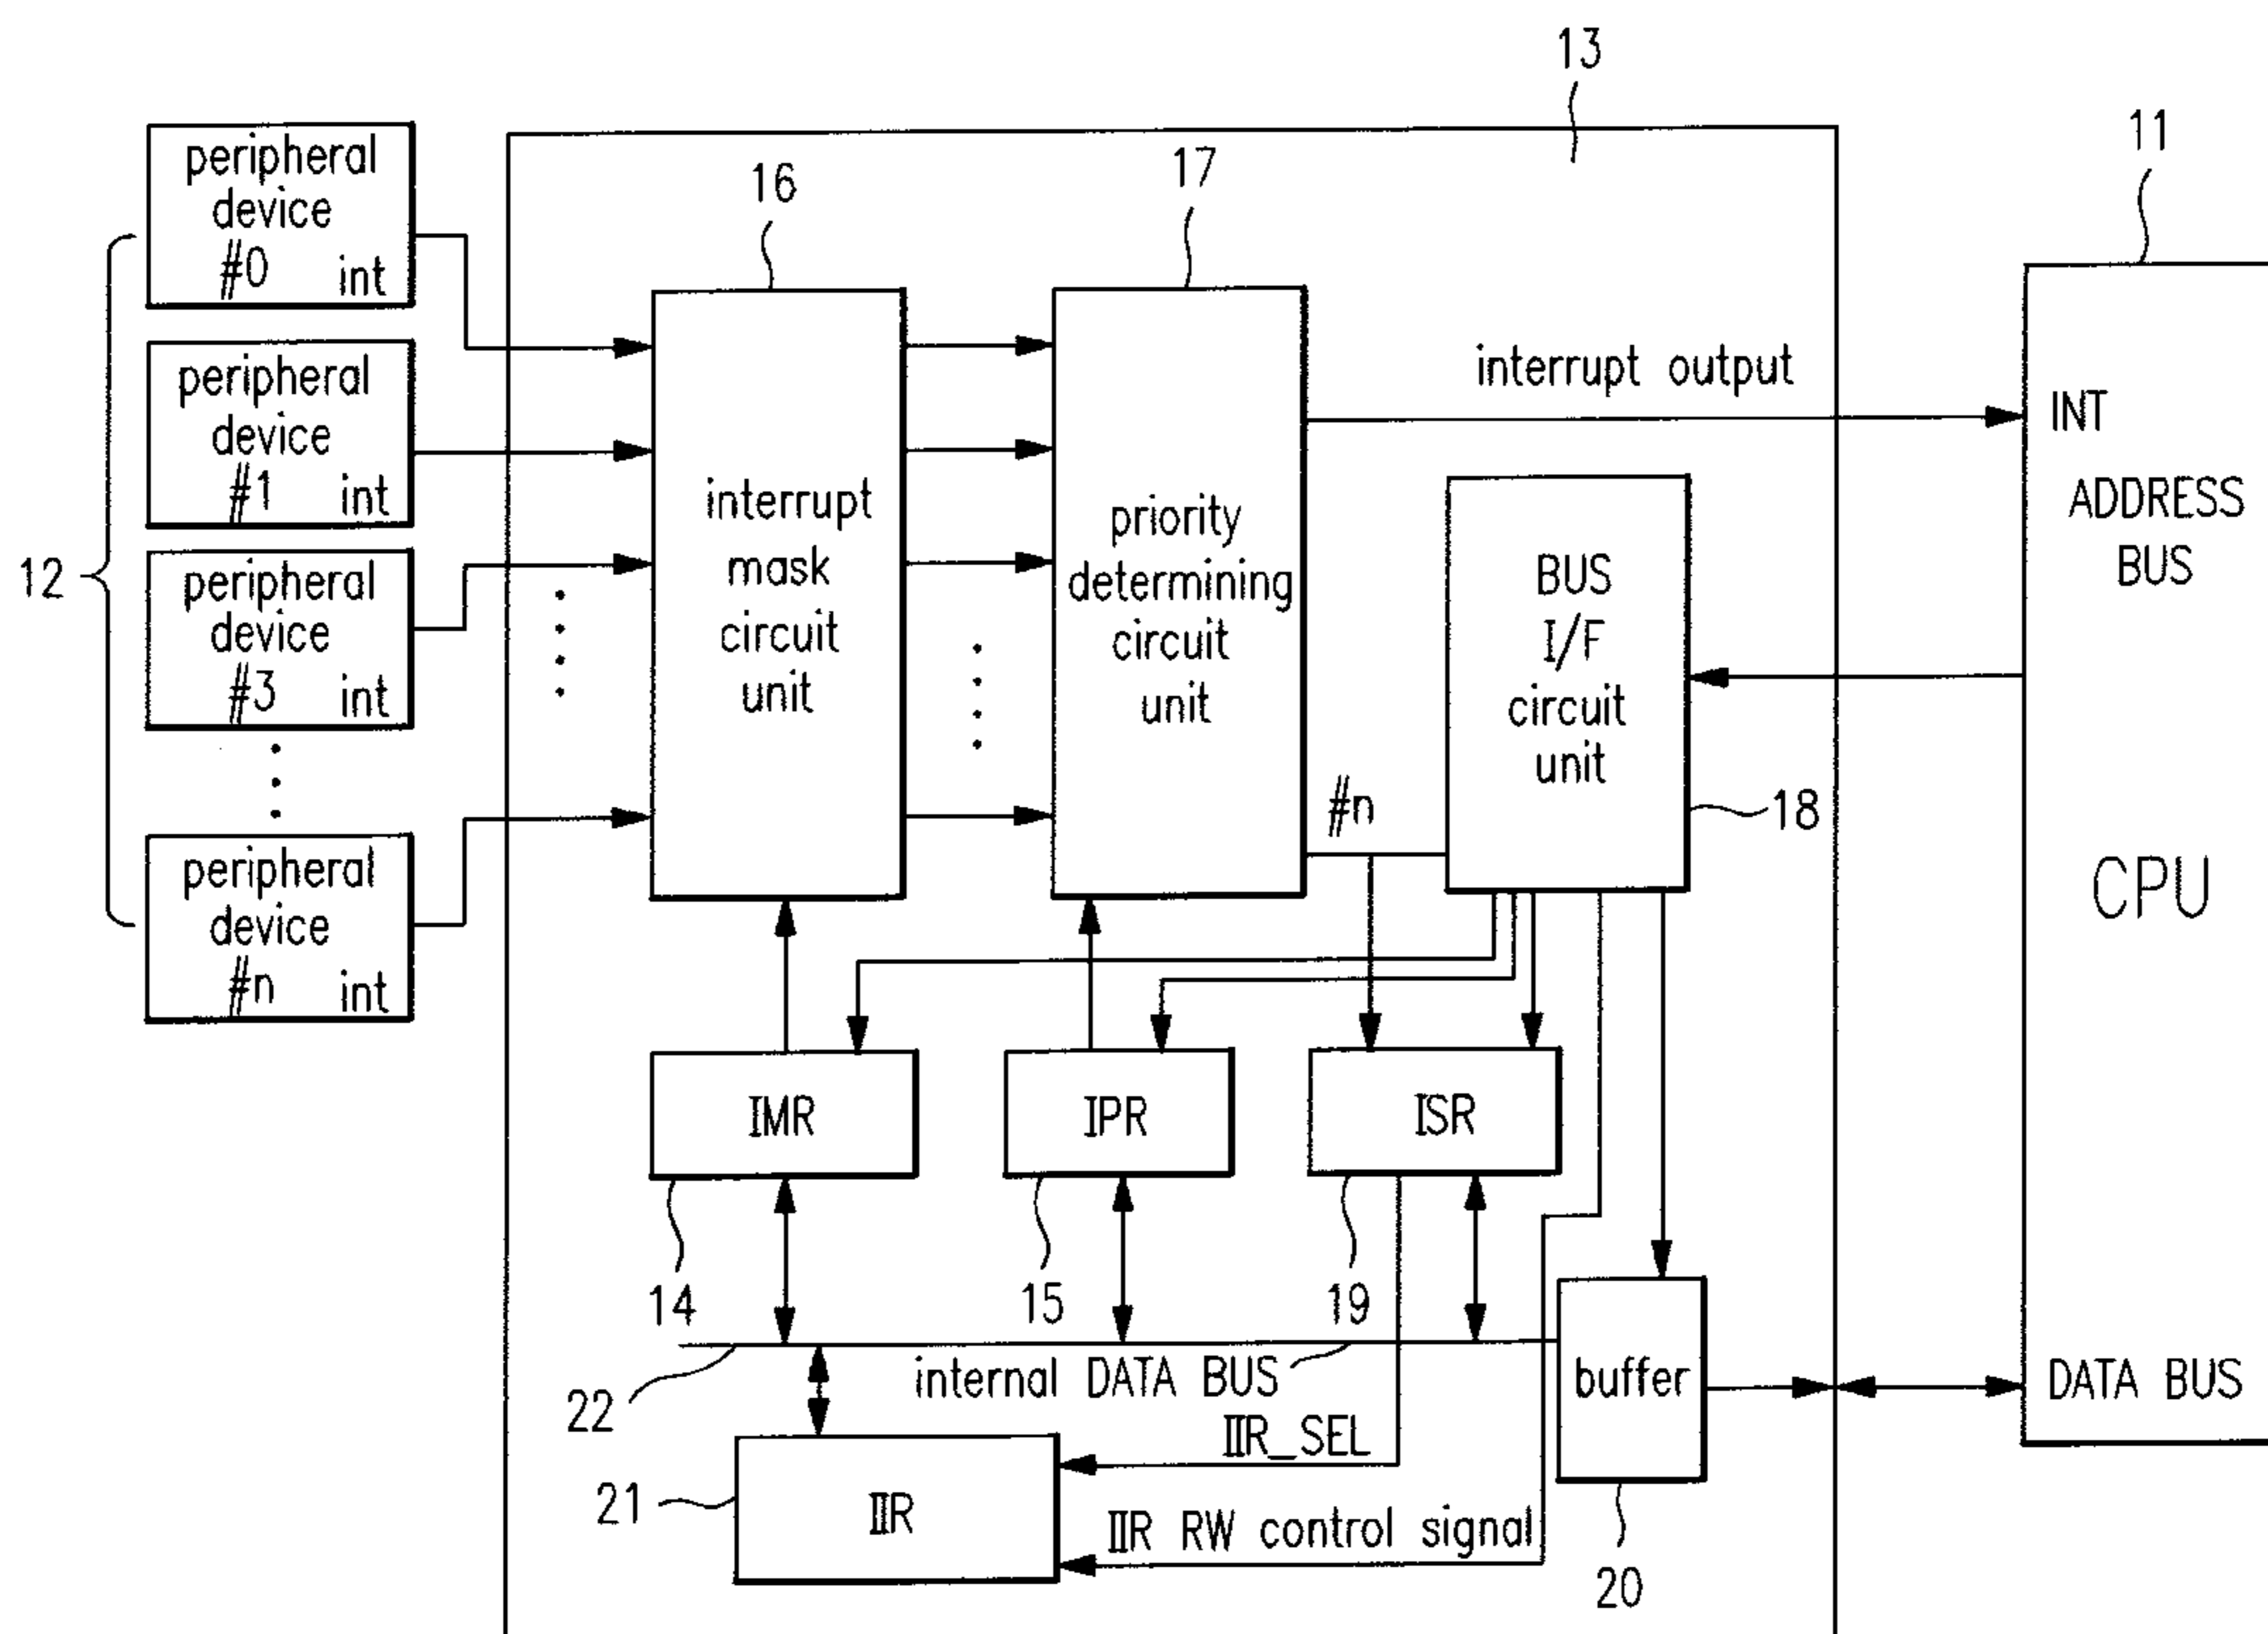 13
11
16
17
12
peripheral
device
#0 int
peripheral
device
#1 int
peripheral
device
#3 int
peripheral
device
#n int
interrupt
mask
circuit
unit
priority
determining
circuit
unit
interrupt output
INT
ADDRESS
BUS
BUS
I/F
circuit
unit
18
#n
CPU
IMR
IPR
ISR
14
15
19
22
internal DATA BUS
buffer
DATA BUS
IIR_SEL
21
IIR
IIR RW control signal
20